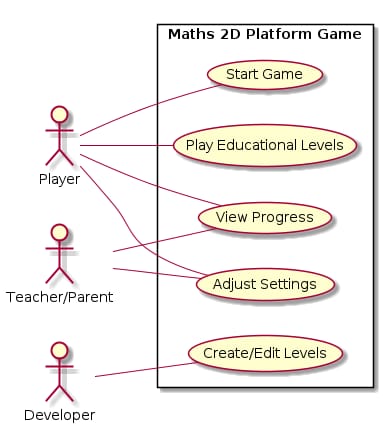 Maths 2D Platform Game
Start Game
Play Educational Levels
Player
View Progress
Adjust Settings
Teacher/Parent
Create/Edit Levels
Developer